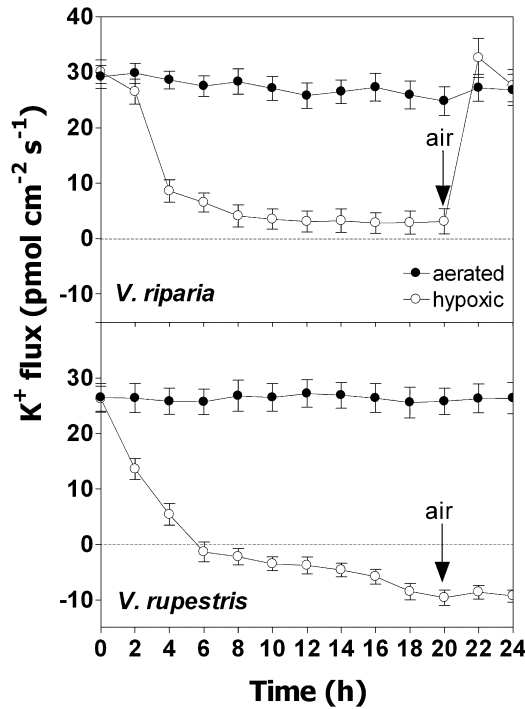 K+ flux (pmol cm-2 s-1)
40
30
20
10
0
-10
air
aerated
hypoxic
V. riparia
30
20
10
0
-10
air
V. rupestris
0 2 4 6 8 10 12 14 16 18 20 22 24
Time (h)